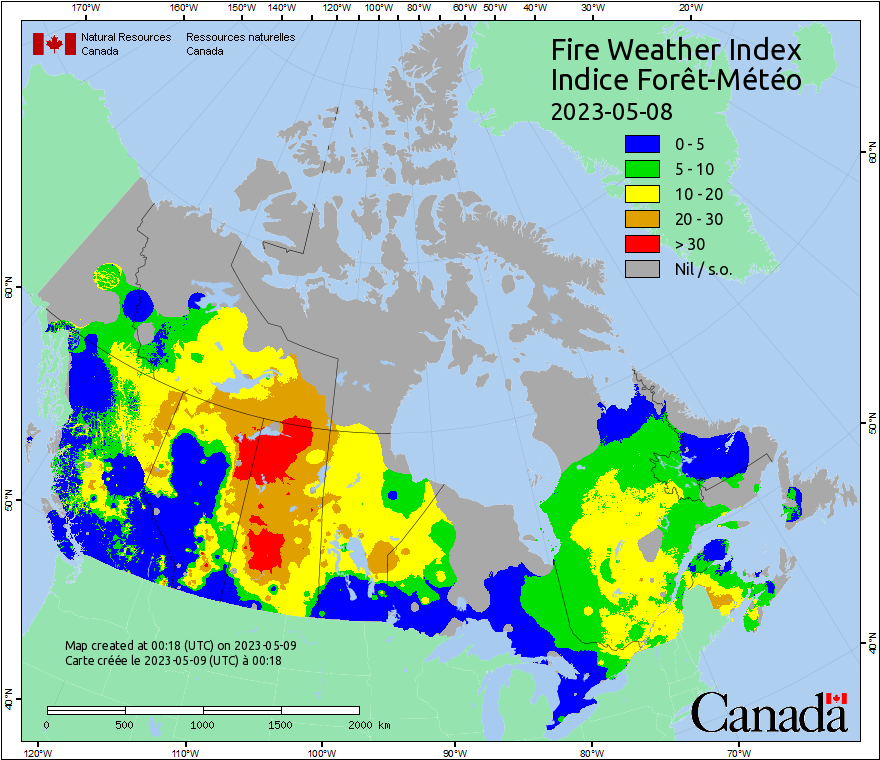 170°W 160°W 150°W 140°W 130°W 120°W 110°W 100°W 90°W 80°W 60°W 50°W 40°W 30°W 20°W
Natural Resources Ressources naturelles
Canada Canada
Fire Weather Index
Indice Forêt-Météo
2023-05-08
0 - 5
5 - 10
10 - 20
20 - 30
> 30
Nil / s.o.
60°N
60°N
50°N
50°N
40°N
40°N
Map created at 00:18 (UTC) on 2023-05-09
Carte créée le 2023-05-09 (UTC) à 00:18
0 500 1000 1500 2000 km
Canada
120°W 110°W 100°W 90°W 80°W 70°W